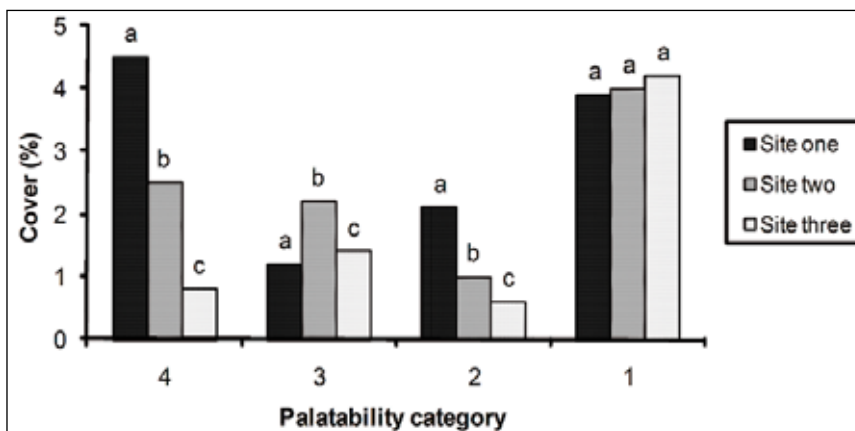 5
4
3
2
1
0
Cover (%)
a
b
c
a
b
c
a
b
c
a
a
a
4
3
2
1
Palatability category
Site one
Site two
Site three